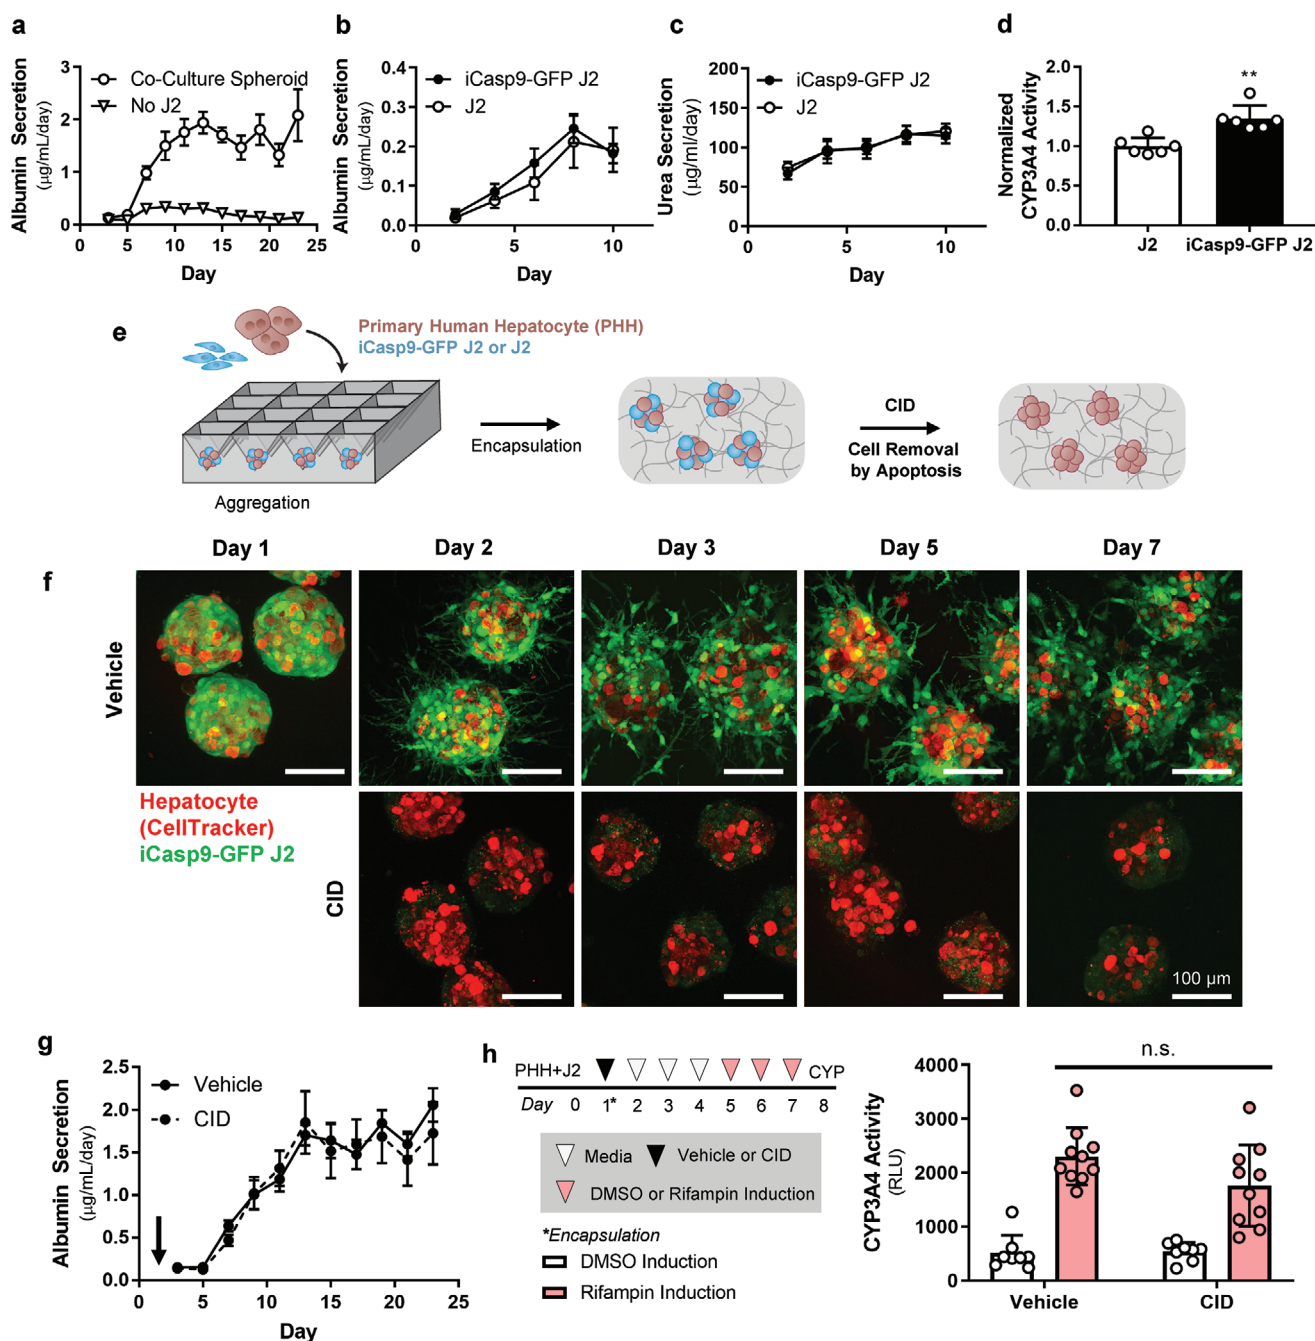 a
Albumin Secretion
(µg/mL/day)
3
2
1
0
Co-Culture Spheroid
No J2
0
5
10
15
20
25
Day
b
Albumin Secretion
(µg/mL/day)
0.4
0.3
0.2
0.1
0.0
iCasp9-GFP J2
J2
0
5
10
Day
c
Urea Secretion
(µg/ml/day)
200
150
100
50
0
iCasp9-GFP J2
J2
0
5
10
Day
d
Normalized
CYP3A4 Activity
2.0
1.5
1.0
0.5
0.0
**
J2
iCasp9-GFP J2
e
Primary Human Hepatocyte (PHH)
iCasp9-GFP J2 or J2
Aggregation
Encapsulation
CID
Cell Removal
by Apoptosis
f
Day 1
Day 2
Day 3
Day 5
Day 7
Vehicle
Hepatocyte
(CellTracker)
iCasp9-GFP J2
CID
100 µm
g
Albumin Secretion
(µg/mL/day)
2.5
2.0
1.5
1.0
0.5
0.0
Vehicle
CID
0
5
10
15
20
25
Day
h
PHH+J2
CYP
Day 0 1* 2 3 4 5 6 7 8
Media
Vehicle or CID
DMSO or Rifampin Induction
*Encapsulation
DMSO Induction
Rifampin Induction
CYP3A4 Activity
(RLU)
4000
3000
2000
1000
0
n.s.
Vehicle
CID